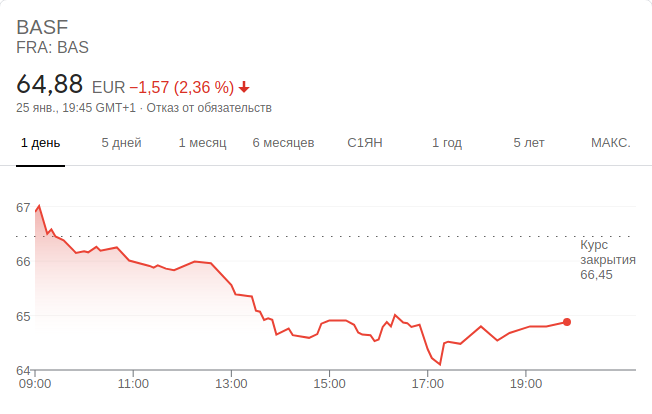 BASF
FRA: BAS
64,88 EUR −1,57 (2,36 %)
25 янв., 19:45 GMT+1 · Отказ от обязательств
1 день 5 дней 1 месяц 6 месяцев С1ЯН 1 год 5 лет МАКС.
67
Курс
закрытия
66,45
66
65
64
09:00 11:00 13:00 15:00 17:00 19:00